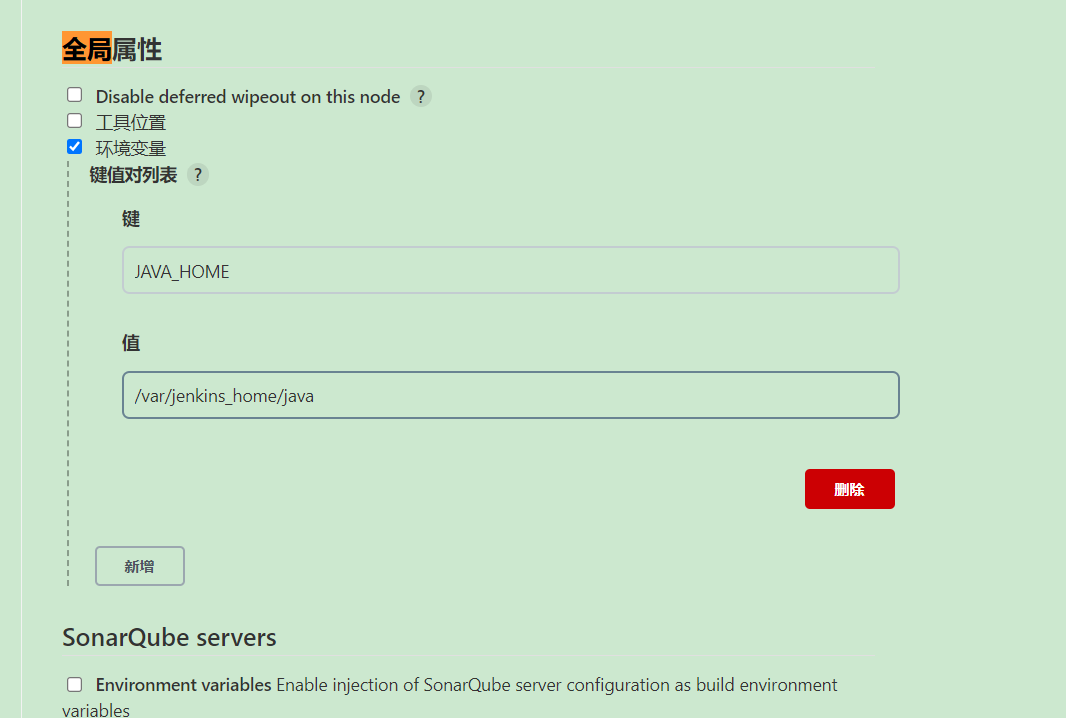 全局属性
Disable deferred wipeout on this node ?
工具位置
环境变量
键值对列表 ?
键
JAVA_HOME
值
/var/jenkins_home/java
删除
新增
SonarQube servers
Environment variables Enable injection of SonarQube server configuration as build environment
variables